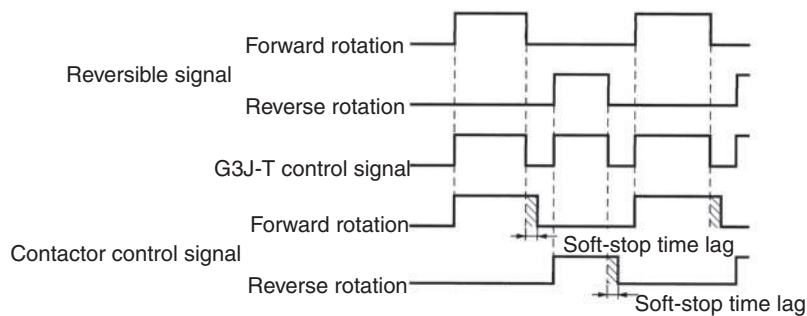 Forward rotation
Reversible signal
Reverse rotation
G3J-T control signal
Forward rotation
Soft-stop time lag
Contactor control signal
Reverse rotation
Soft-stop time lag